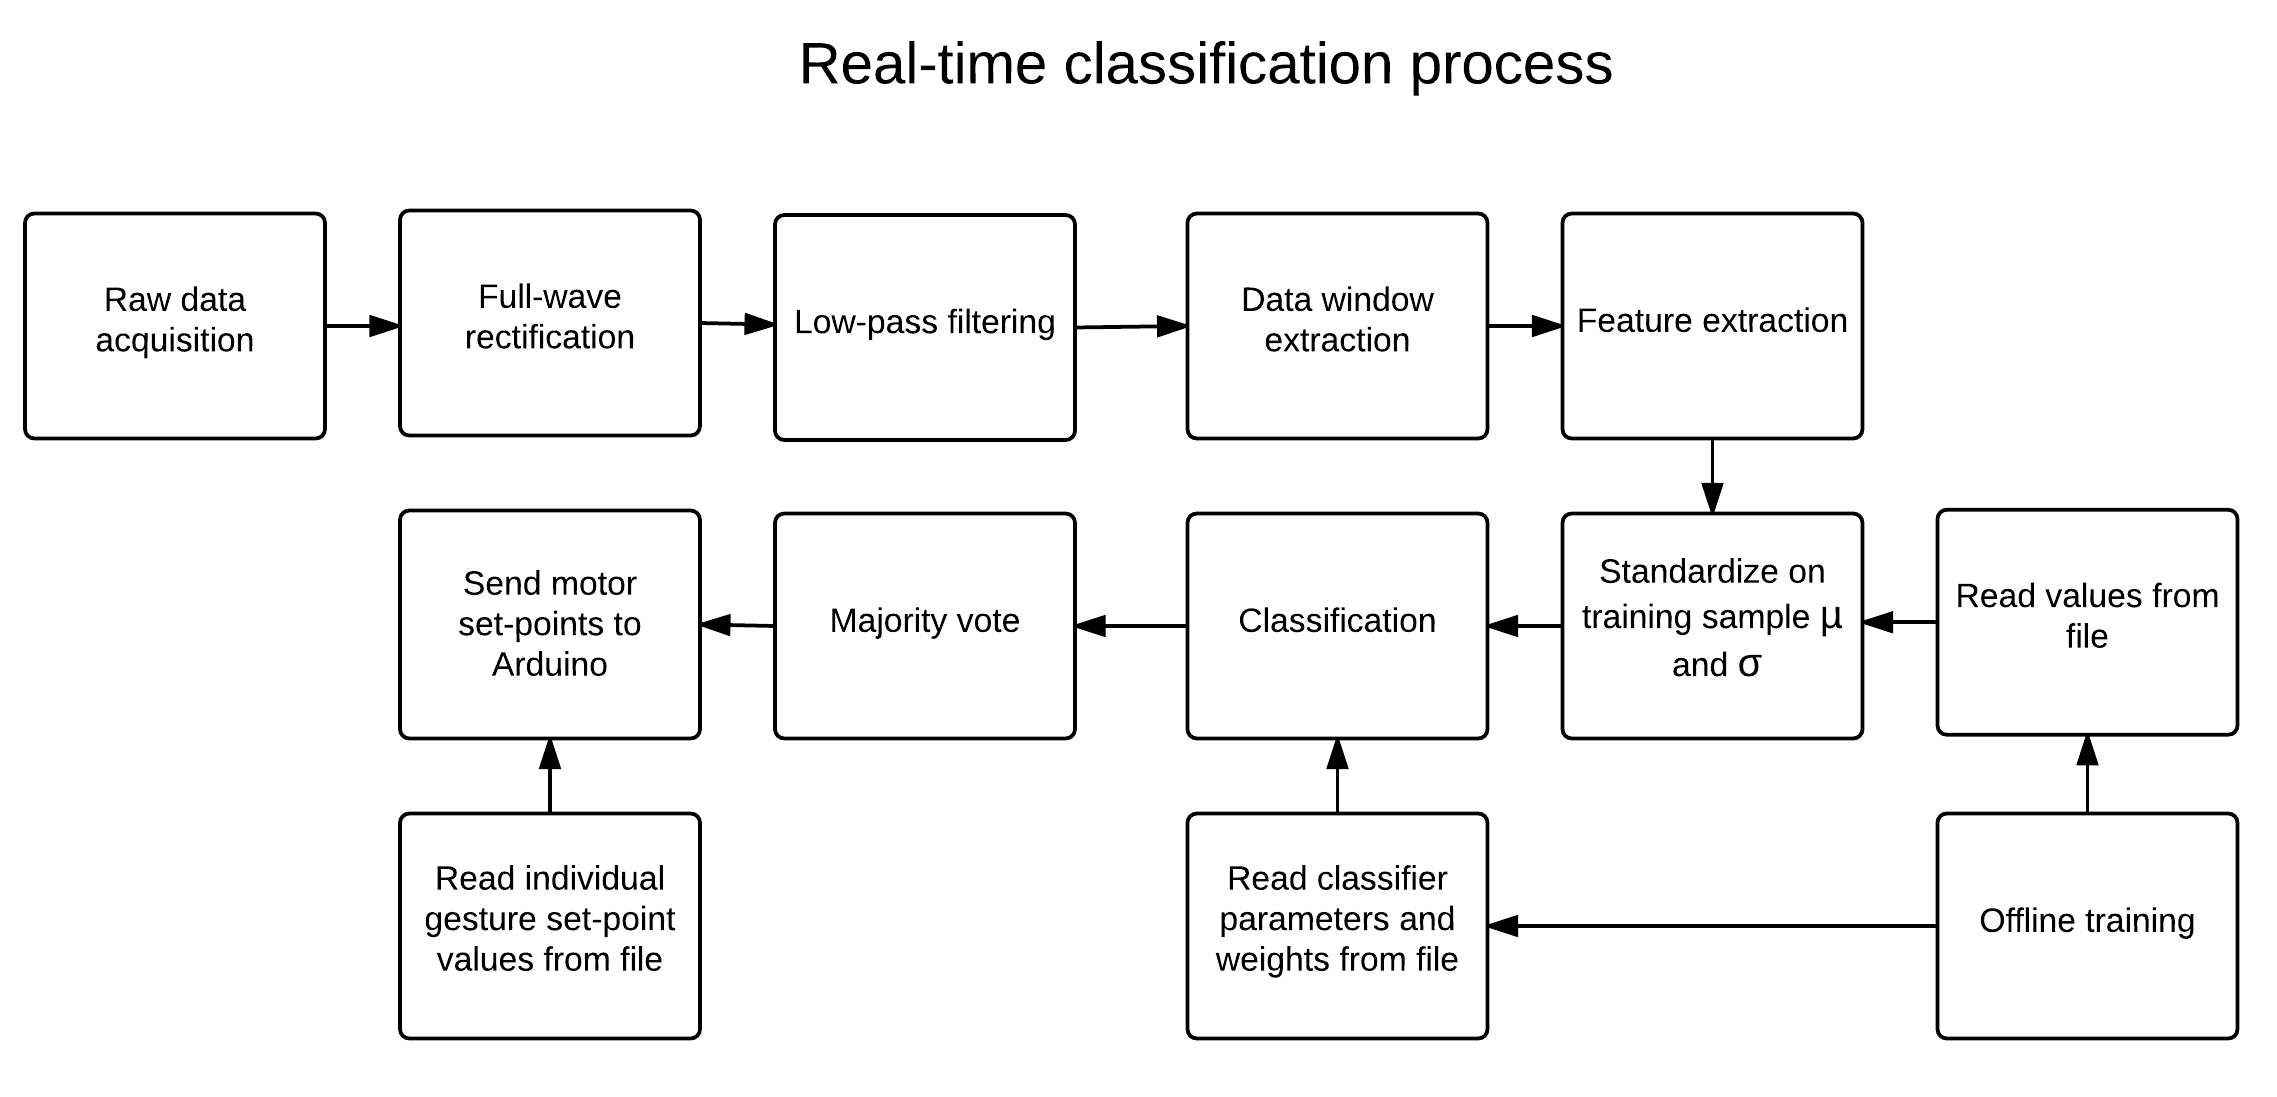 Real-time classification process
Raw data
acquisition
Full-wave
rectification
Low-pass filtering
Data window
extraction
Feature extraction
Send motor
set-points to
Arduino
Majority vote
Classification
Standardize on
training sample μ
and σ
Read values from
file
Read individual
gesture set-point
values from file
Read classifier
parameters and
weights from file
Offline training